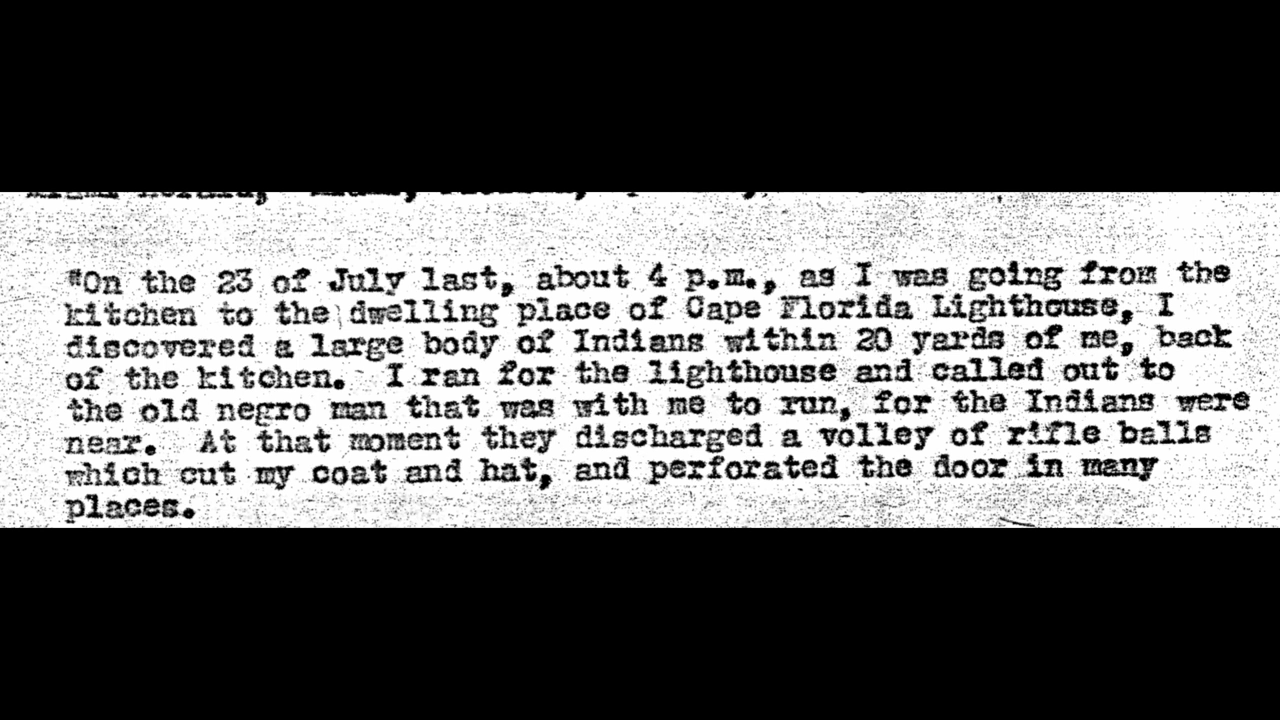 "On the 23 of July last, about 4 p.m., as I was going from the
kitchen to the dwelling place of Cape Florida Lighthouse, I
discovered a large body of Indians within 20 yards of me, back
of the kitchen. I ran for the lighthouse and called out to
the old negro man that was with me to run, for the Indians were
near. At that moment they discharged a volley of rifle balls
which cut my coat and hat, and perforated the door in many
places.